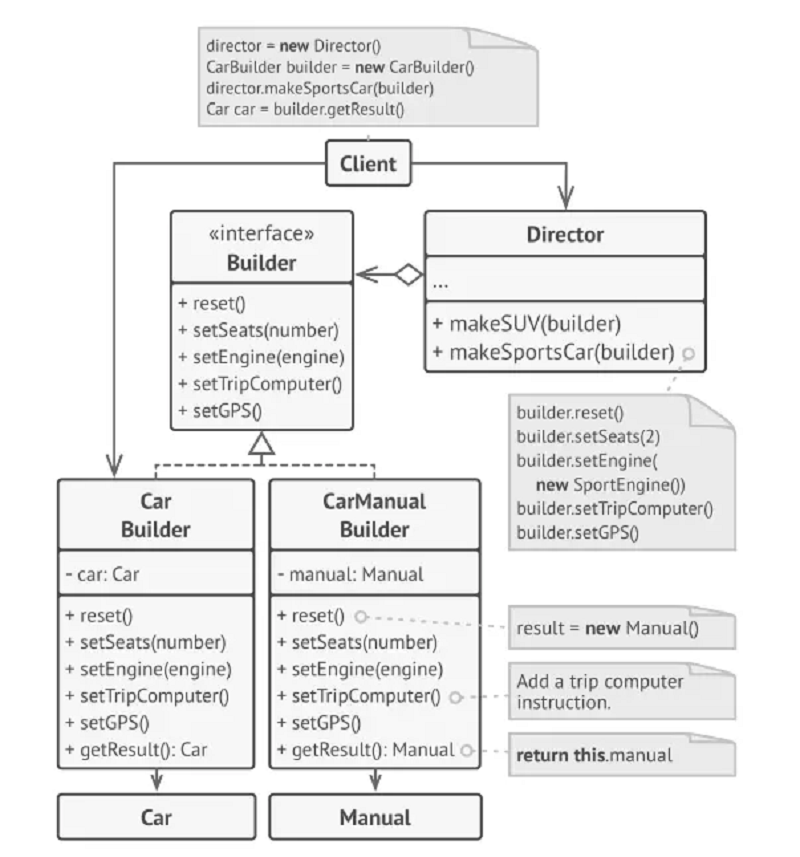 director = new Director()
CarBuilder builder = new CarBuilder()
director.makeSportsCar(builder)
Car car = builder.getResult()
Client
«interface»
Builder
+ reset()
+ setSeats(number)
+ setEngine(engine)
+ setTripComputer()
+ setGPS()
Director
...
+ makeSUV(builder)
+ makeSportsCar(builder)
builder.reset()
builder.setSeats(2)
builder.setEngine(
new SportEngine())
builder.setTripComputer()
builder.setGPS()
Car
Builder
- car: Car
+ reset()
+ setSeats(number)
+ setEngine(engine)
+ setTripComputer()
+ setGPS()
+ getResult(): Car
CarManual
Builder
- manual: Manual
+ reset()
+ setSeats(number)
+ setEngine(engine)
+ setTripComputer()
+ setGPS()
+ getResult(): Manual
result = new Manual()
Add a trip computer
instruction.
return this.manual
Car
Manual